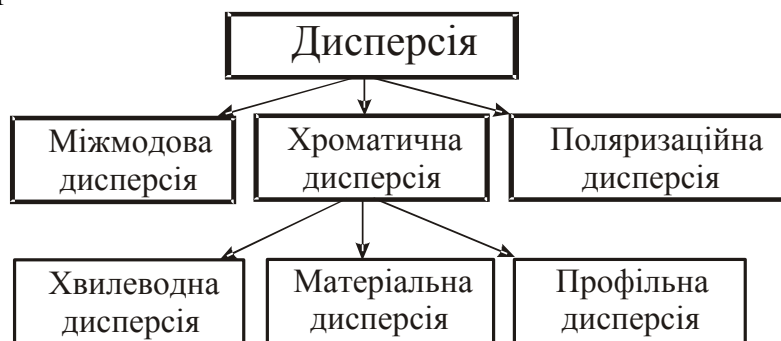 Дисперсія
Міжмодова
дисперсія
Хроматична
дисперсія
Поляризаційна
дисперсія
Хвилеводна
дисперсія
Матеріальна
дисперсія
Профільна
дисперсія